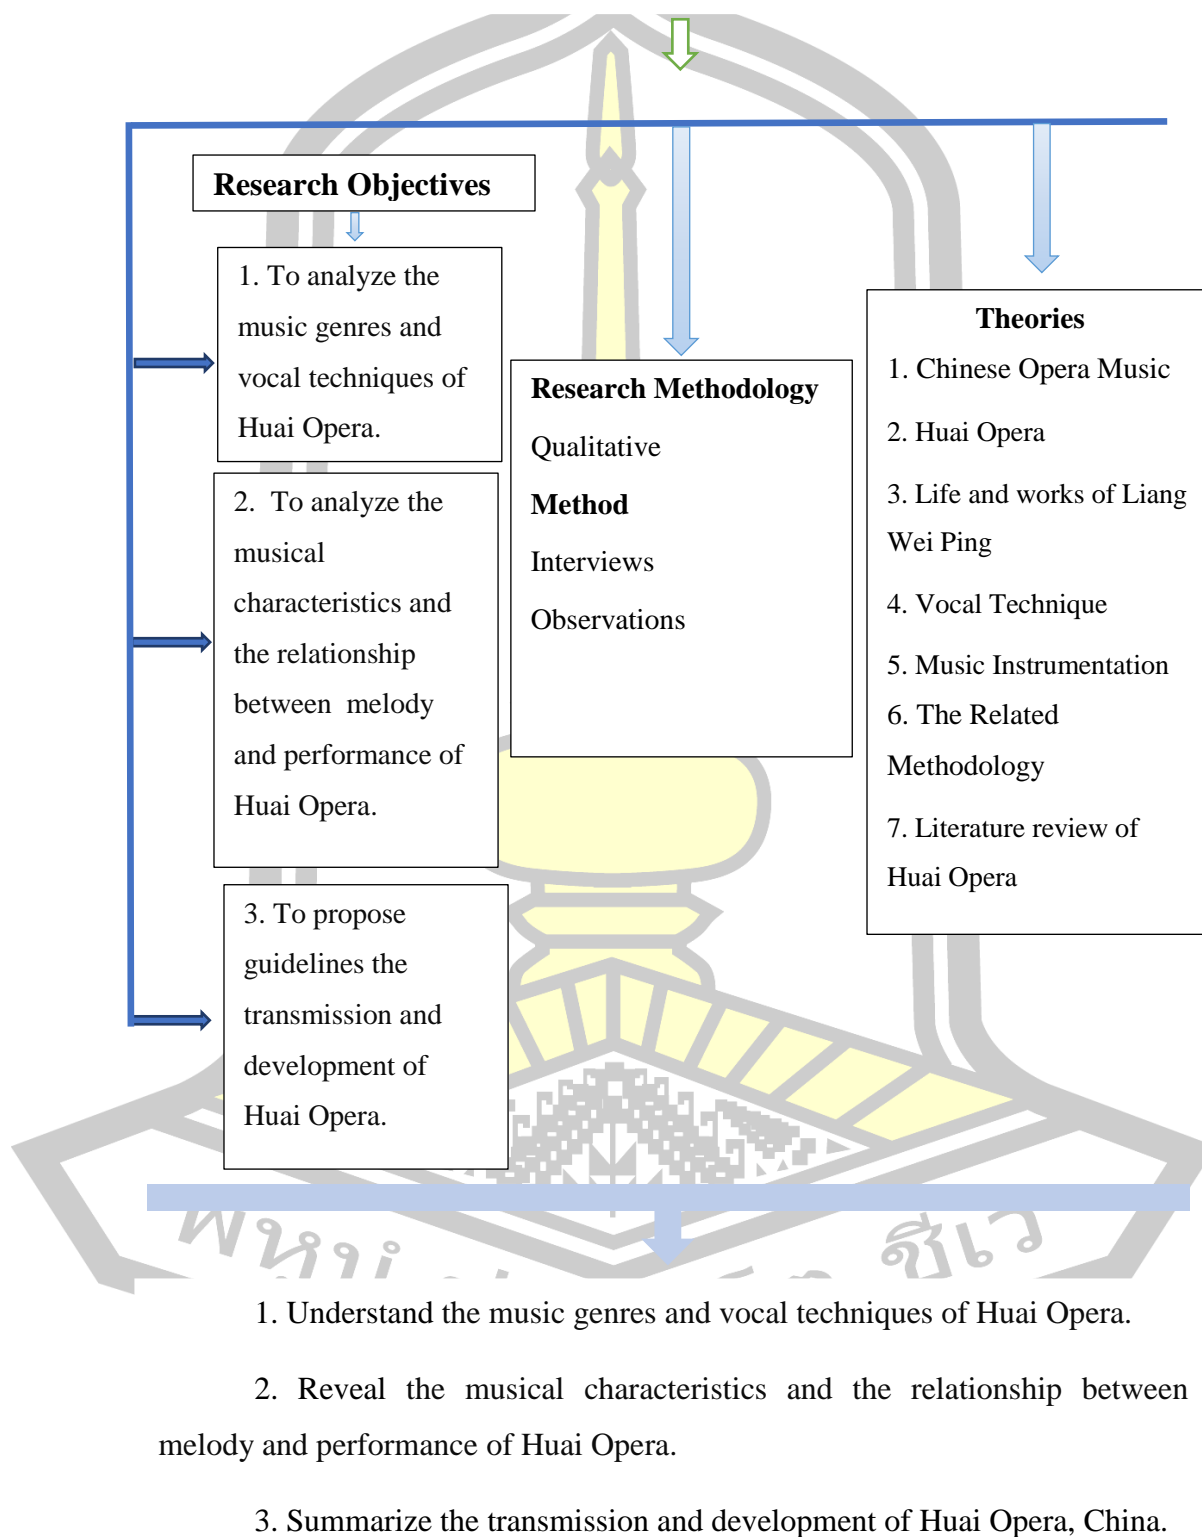 Research Objectives
1. To analyze the
music genres and
vocal techniques of
Huai Opera.
2. To analyze the
musical
characteristics and
the relationship
between melody
and performance of
Huai Opera.
3. To propose
guidelines the
transmission and
development of
Huai Opera.
Research Methodology
Qualitative
Method
Interviews
Observations
Theories
1. Chinese Opera Music
2. Huai Opera
3. Life and works of Liang
Wei Ping
4. Vocal Technique
5. Music Instrumentation
6. The Related
Methodology
7. Literature review of
Huai Opera
ชีเว
1. Understand the music genres and vocal techniques of Huai Opera.
2. Reveal the musical characteristics and the relationship between
melody and performance of Huai Opera.
3. Summarize the transmission and development of Huai Opera, China.